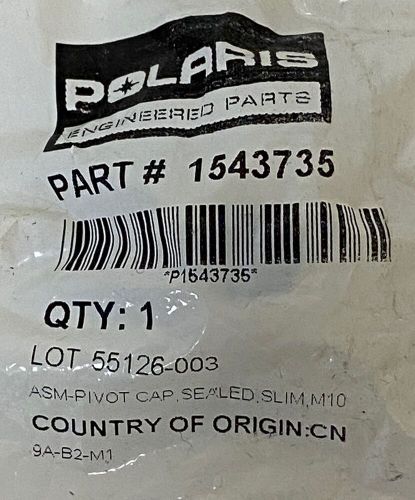 POLARIS
ENGINEERED PARTS
PART # 1543735
*P1543735*
QTY: 1
LOT 55126-003
ASM-PIVOT CAP,SEALED,SLIM,M10
COUNTRY OF ORIGIN:CN
9A-B2-M1